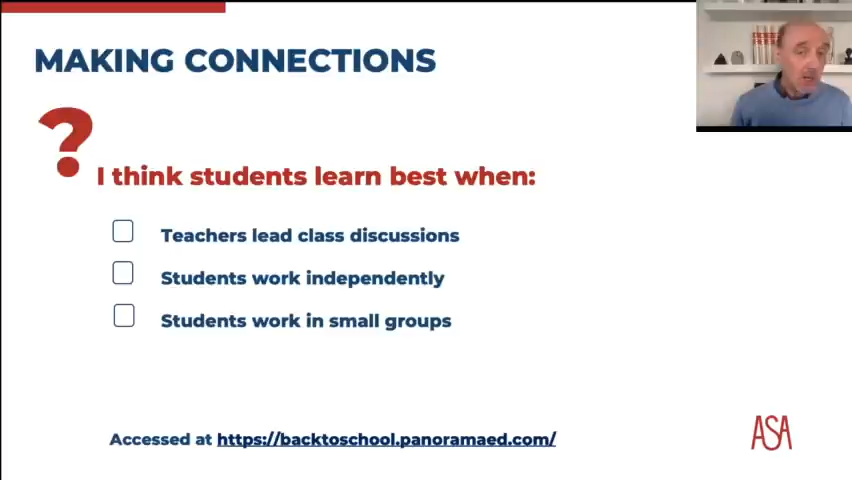 MAKING CONNECTIONS
?
I think students learn best when:
Teachers lead class discussions
Students work independently
Students work in small groups
Accessed at https://backtoschool.panoramaed.com/
ASA